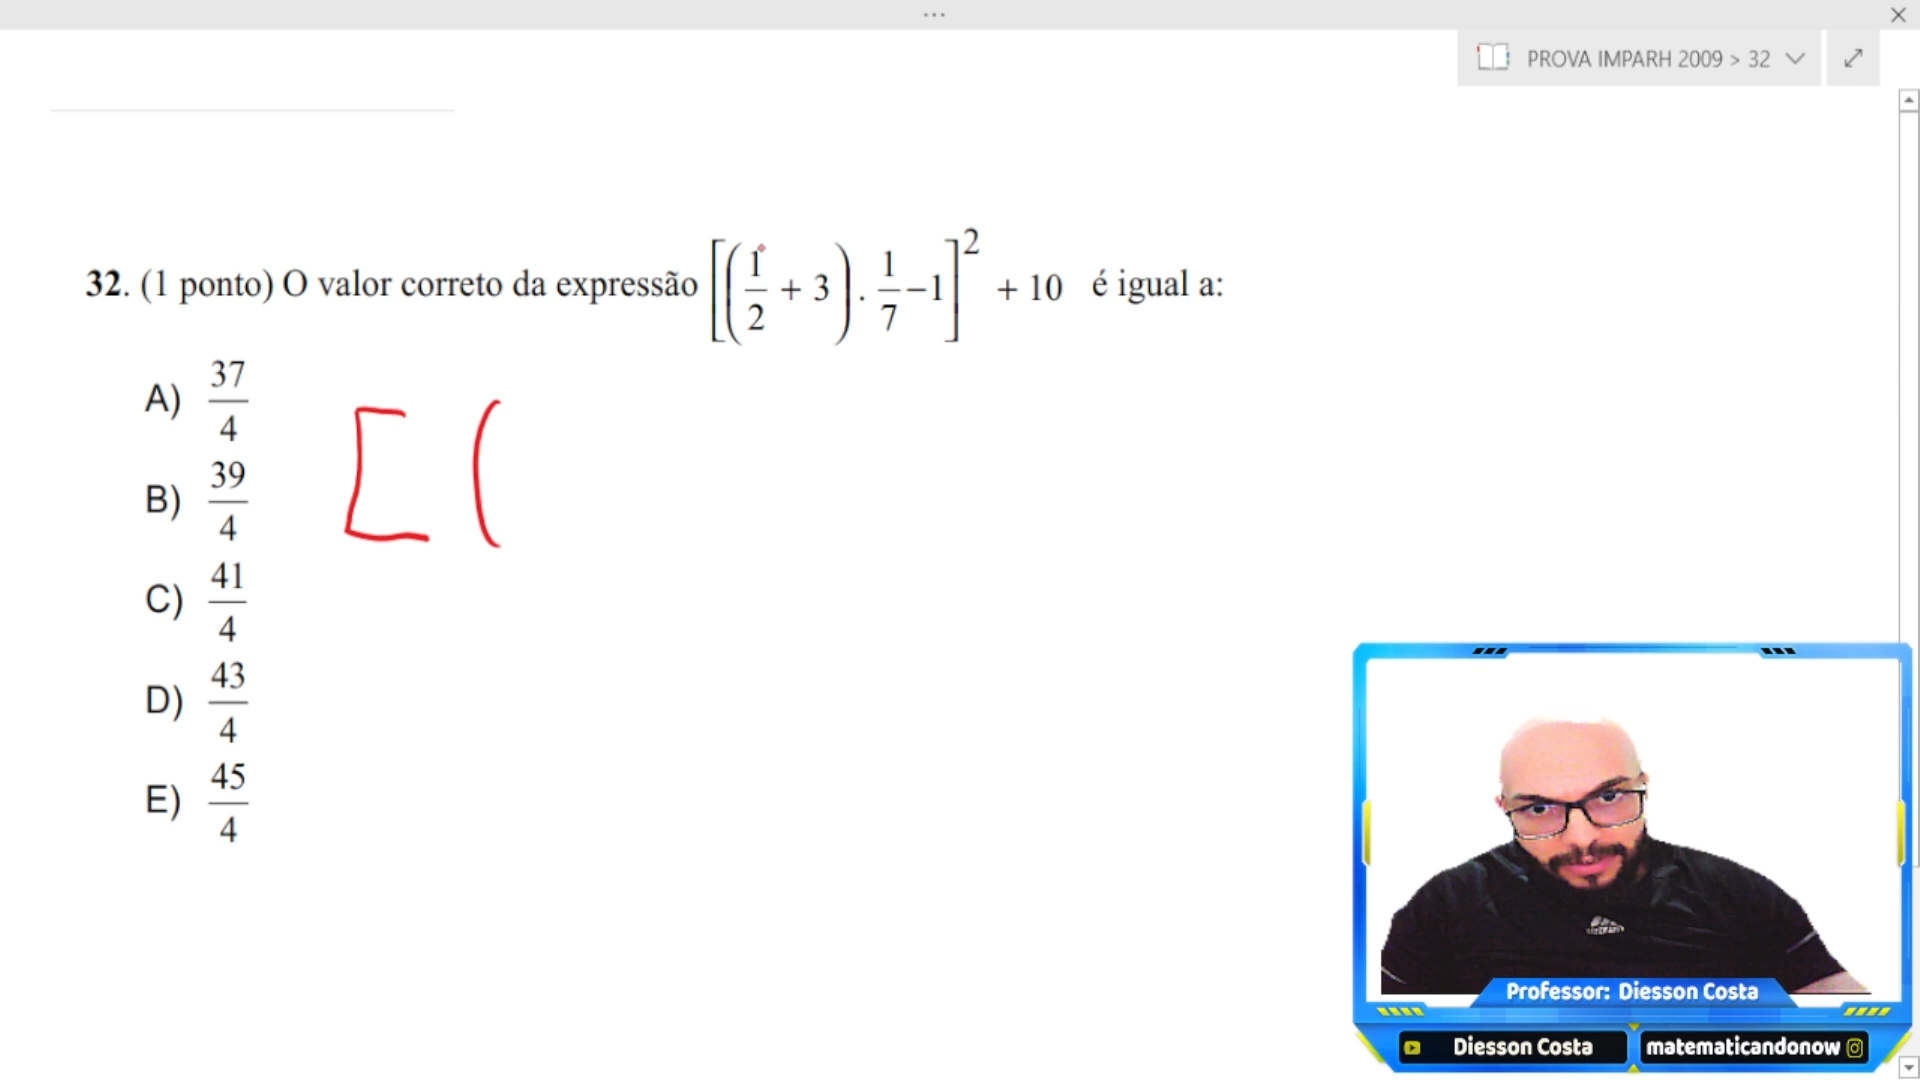 PROVA IMPARH 2009 > 32
32. (1 ponto) O valor correto da expressão [(1/2 + 3) . 1/7 − 1]² + 10 é igual a:
A) 37/4
B) 39/4
C) 41/4
D) 43/4
E) 45/4
[ (
Professor: Diesson Costa
Diesson Costa
matematicandonow